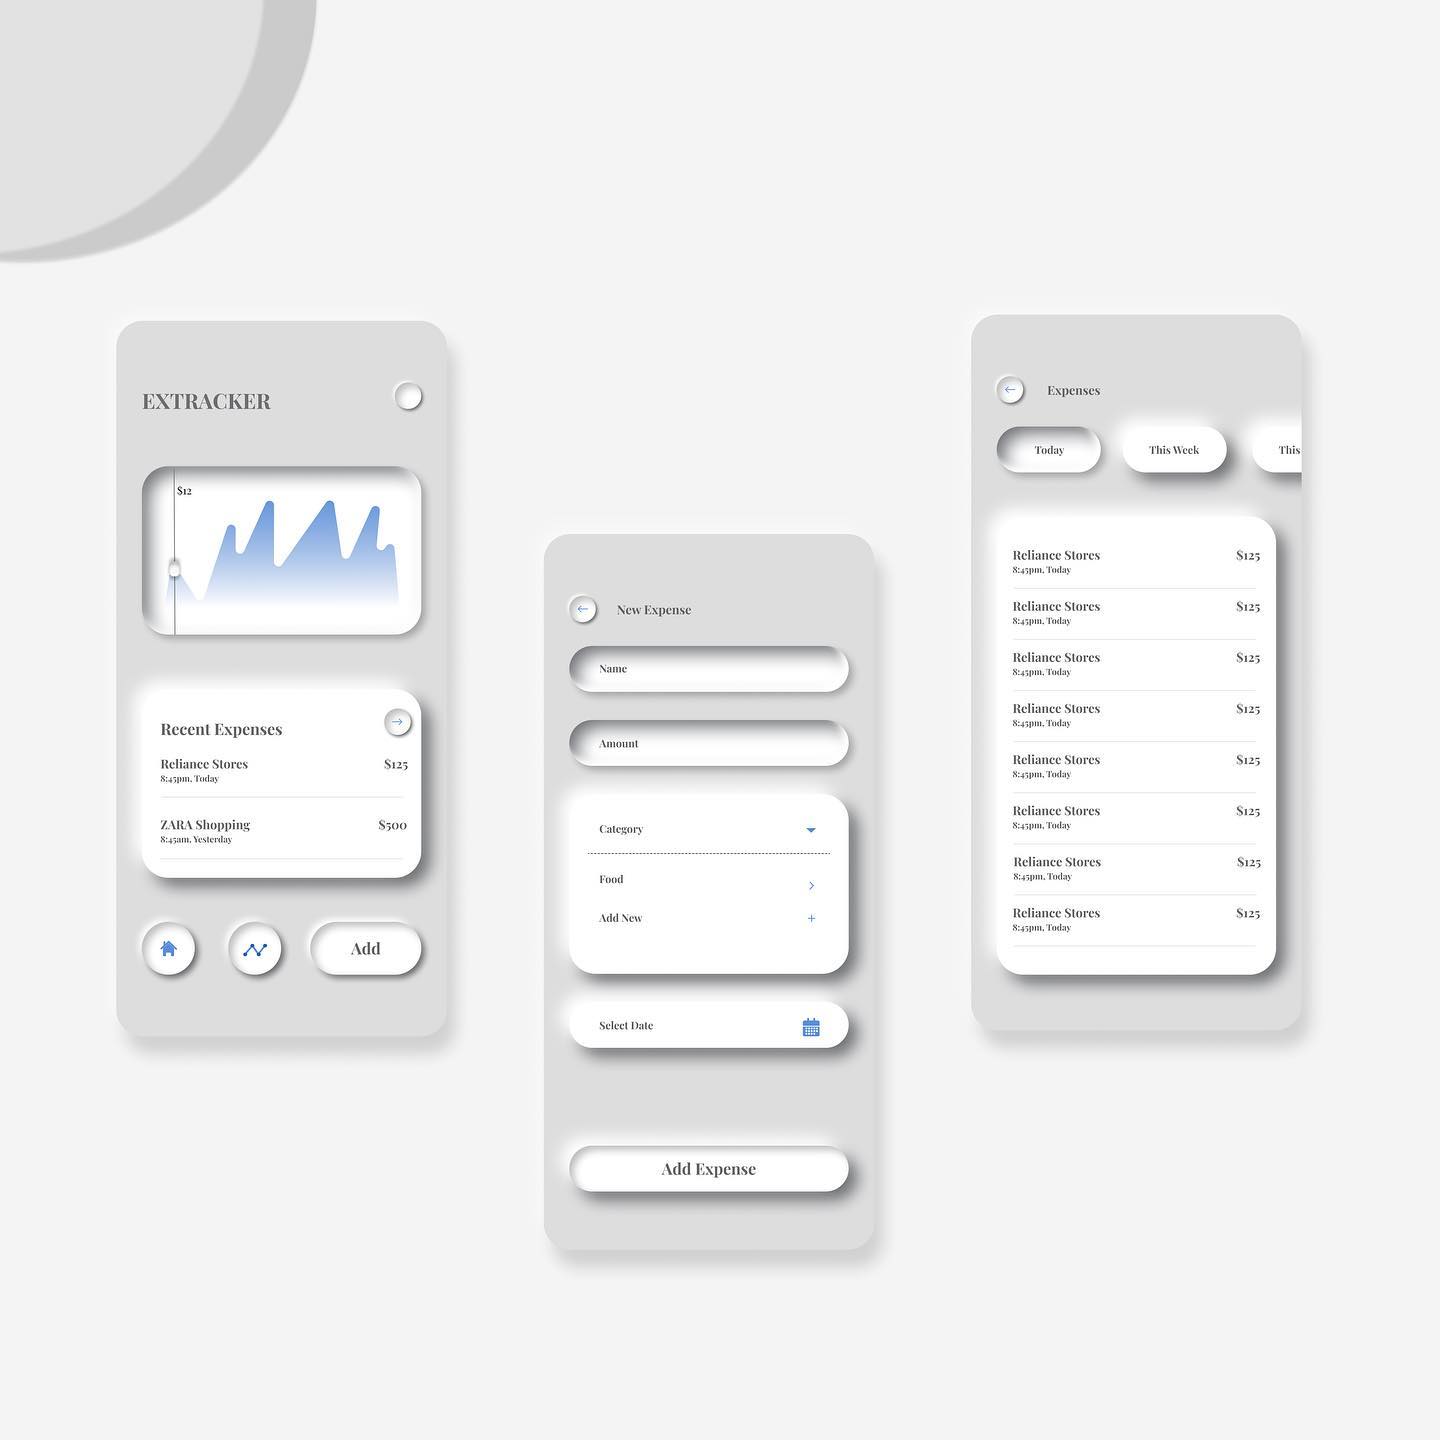 EXTRACKER
$12
Recent Expenses
Reliance Stores $125
8:45pm, Today
ZARA Shopping $500
8:45am, Yesterday
Add
New Expense
Name
Amount
Category
Food
Add New
Select Date
Add Expense
Expenses
Today This Week This
Reliance Stores $125
8:45pm, Today
Reliance Stores $125
8:45pm, Today
Reliance Stores $125
8:45pm, Today
Reliance Stores $125
8:45pm, Today
Reliance Stores $125
8:45pm, Today
Reliance Stores $125
8:45pm, Today
Reliance Stores $125
8:45pm, Today
Reliance Stores $125
8:45pm, Today